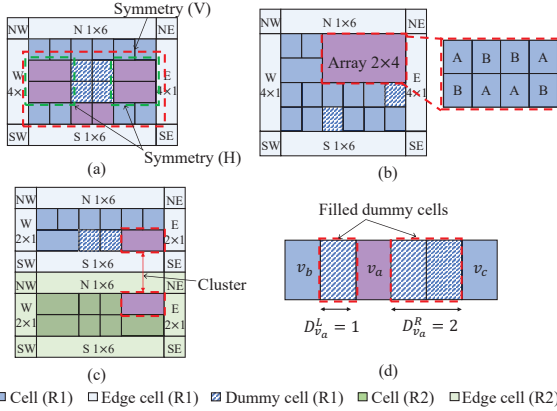 Symmetry (V)
NW N 1×6 NE
W 4×1
E 4×1
SW S 1×6 SE
Symmetry (H)
(a)
NW N 1×6 NE
Array 2×4
W 4×1
E 4×1
SW S 1×6 SE
A B B A
B A A B
(b)
NW N 1×6 NE
W 2×1
E 2×1
SW S 1×6 SE
NW N 1×6 NE
Cluster
W 2×1
E 2×1
SW S 1×6 SE
(c)
Filled dummy cells
v_b v_a v_c
D^L_{v_a} = 1 D^R_{v_a} = 2
(d)
Cell (R1) Edge cell (R1) Dummy cell (R1) Cell (R2) Edge cell (R2)